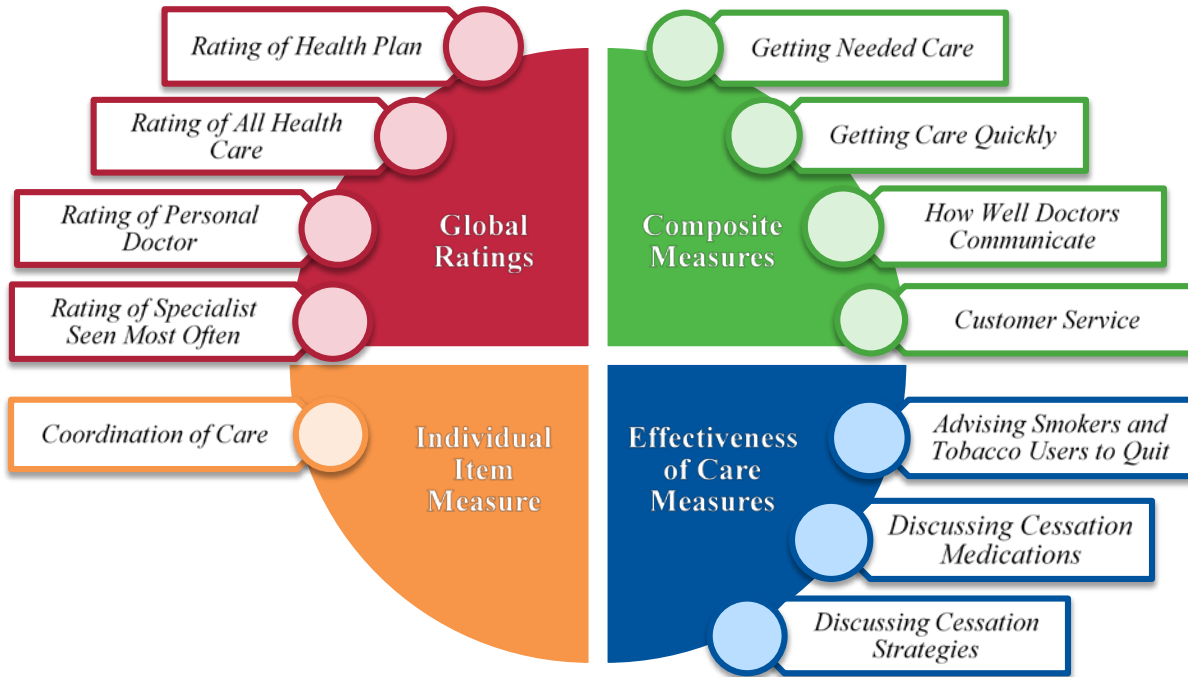 Rating of Health Plan
Rating of All Health
Care
Rating of Personal
Doctor
Rating of Specialist
Seen Most Often
Global
Ratings
Getting Needed Care
Getting Care Quickly
How Well Doctors
Communicate
Customer Service
Composite
Measures
Coordination of Care
Individual
Item
Measure
Effectiveness
of Care
Measures
Advising Smokers and
Tobacco Users to Quit
Discussing Cessation
Medications
Discussing Cessation
Strategies